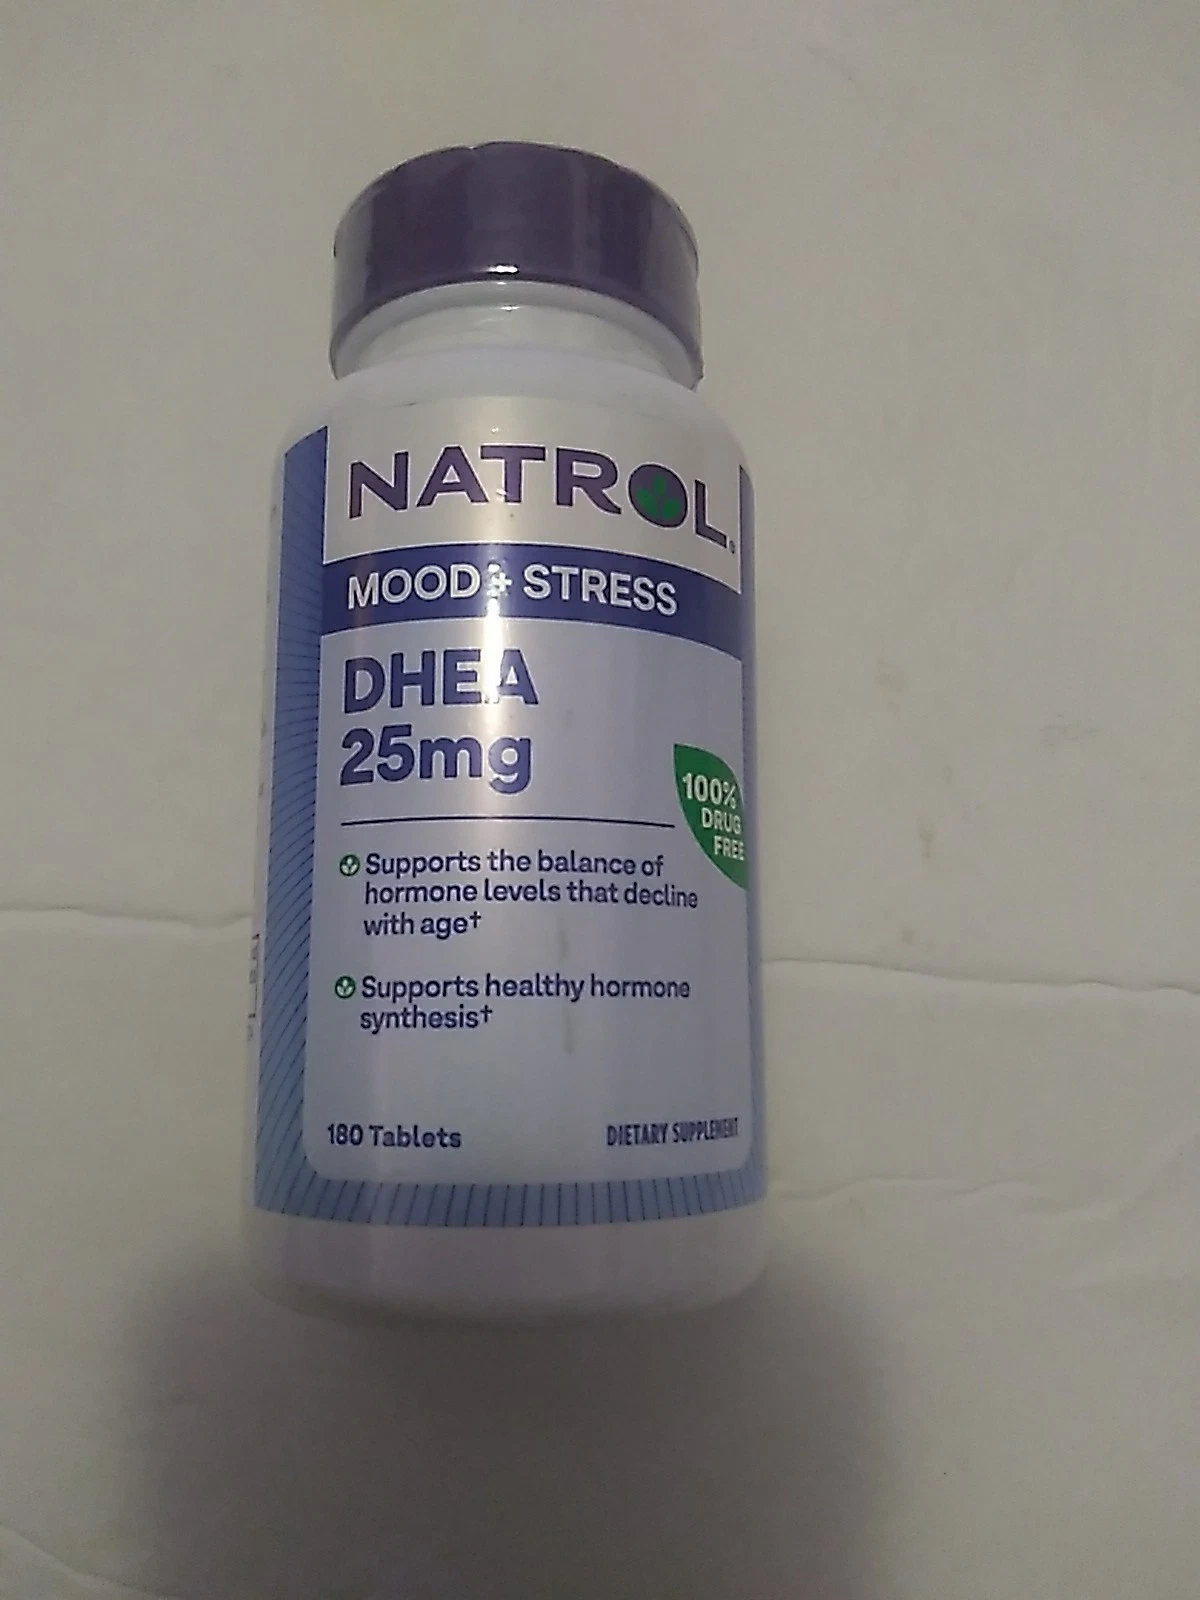 NATROL®
MOOD + STRESS
DHEA
25mg
100%
DRUG
FREE
Supports the balance of
hormone levels that decline
with age†
Supports healthy hormone
synthesis†
180 Tablets
DIETARY SUPPLEMENT